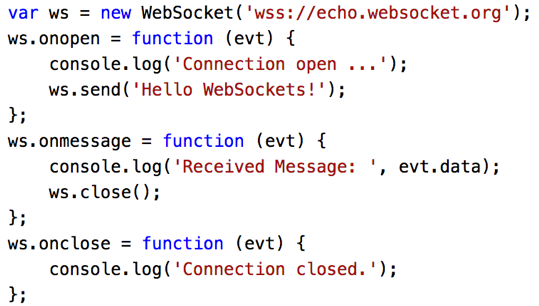 var ws = new WebSocket('wss://echo.websocket.org');
ws.onopen = function (evt) {
    console.log('Connection open ...');
    ws.send('Hello WebSockets!');
};
ws.onmessage = function (evt) {
    console.log('Received Message: ', evt.data);
    ws.close();
};
ws.onclose = function (evt) {
    console.log('Connection closed.');
};